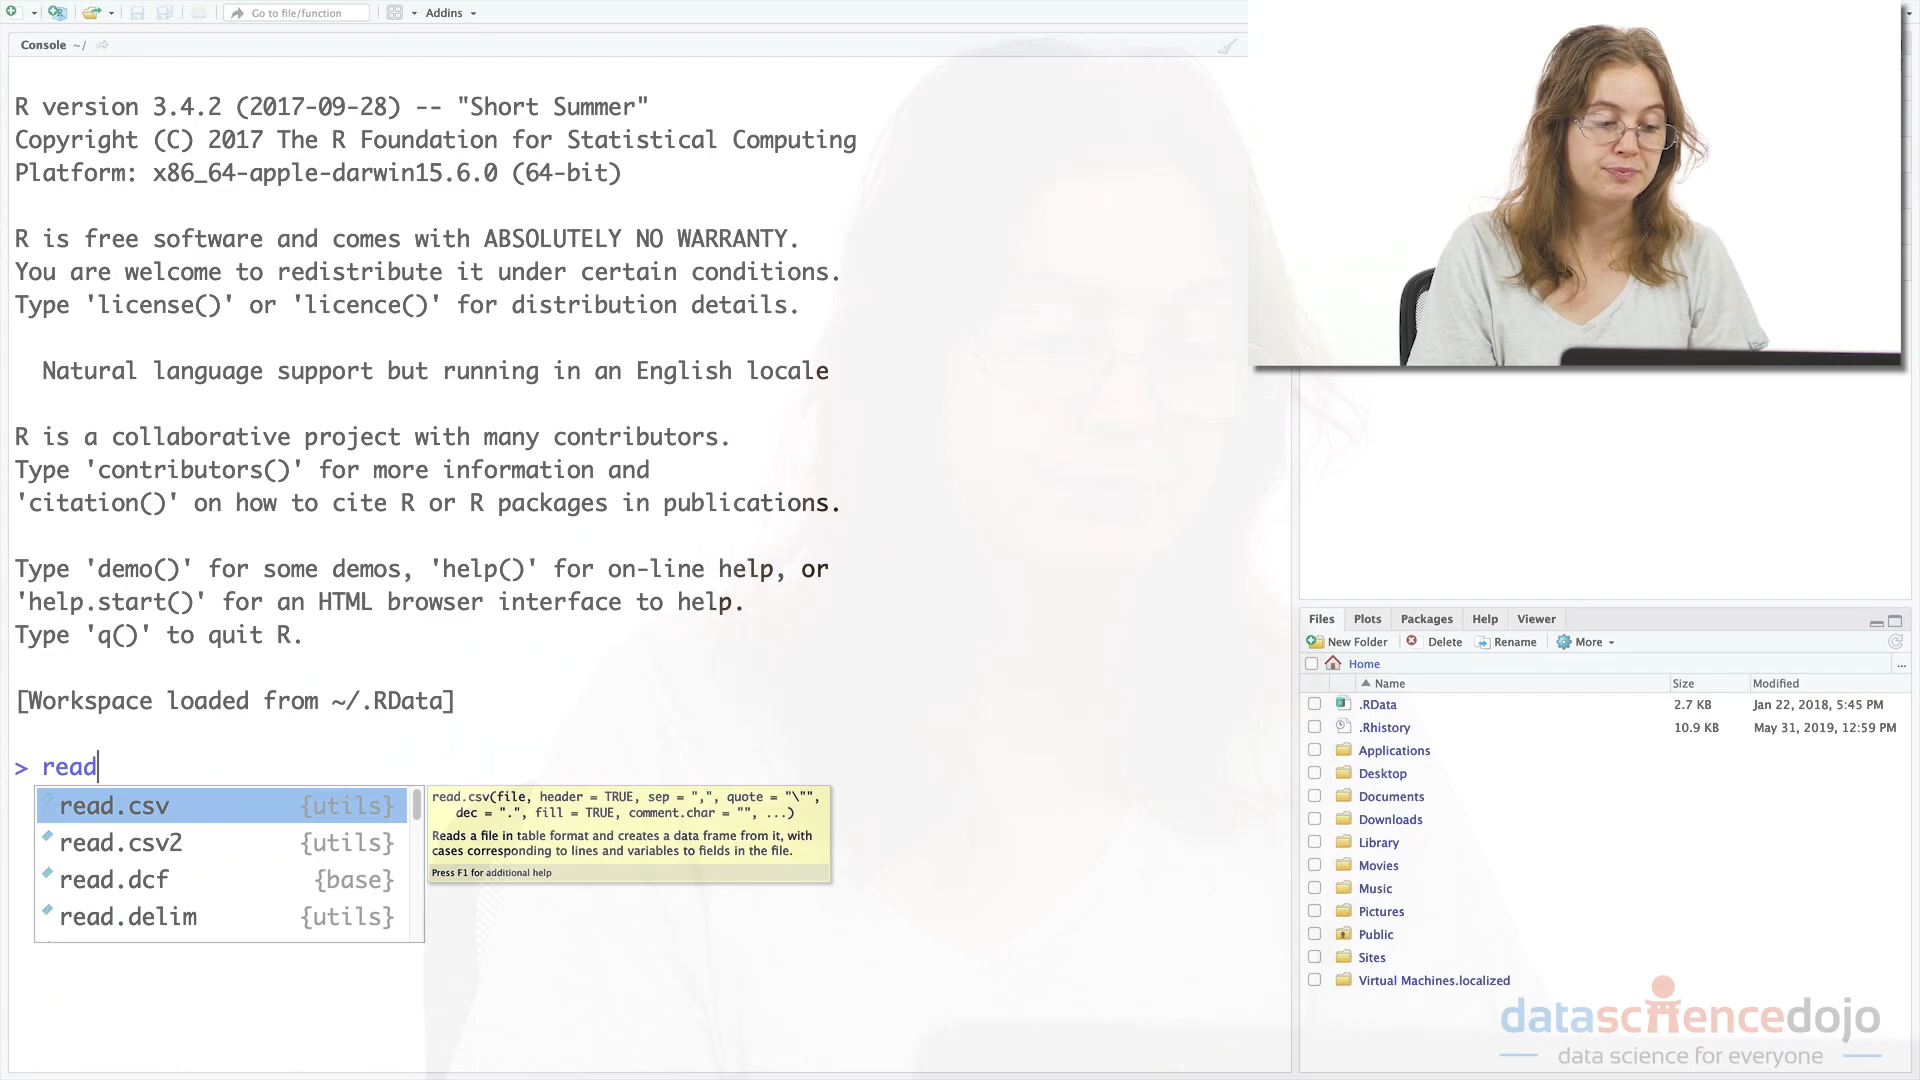 Go to file/function
Addins
Console ~/
R version 3.4.2 (2017-09-28) -- "Short Summer"
Copyright (C) 2017 The R Foundation for Statistical Computing
Platform: x86_64-apple-darwin15.6.0 (64-bit)
R is free software and comes with ABSOLUTELY NO WARRANTY.
You are welcome to redistribute it under certain conditions.
Type 'license()' or 'licence()' for distribution details.
Natural language support but running in an English locale
R is a collaborative project with many contributors.
Type 'contributors()' for more information and
'citation()' on how to cite R or R packages in publications.
Type 'demo()' for some demos, 'help()' for on-line help, or
'help.start()' for an HTML browser interface to help.
Type 'q()' to quit R.
[Workspace loaded from ~/.RData]
> read
read.csv {utils}
read.csv2 {utils}
read.dcf {base}
read.delim {utils}
read.csv(file, header = TRUE, sep = ",", quote = "\"",
dec = ".", fill = TRUE, comment.char = "", ...)
Reads a file in table format and creates a data frame from it, with
cases corresponding to lines and variables to fields in the file.
Press F1 for additional help
Files Plots Packages Help Viewer
New Folder Delete Rename More
Home ...
Name Size Modified
.RData 2.7 KB Jan 22, 2018, 5:45 PM
.Rhistory 10.9 KB May 31, 2019, 12:59 PM
Applications
Desktop
Documents
Downloads
Library
Movies
Music
Pictures
Public
Sites
Virtual Machines.localized
datasciencedojo
data science for everyone